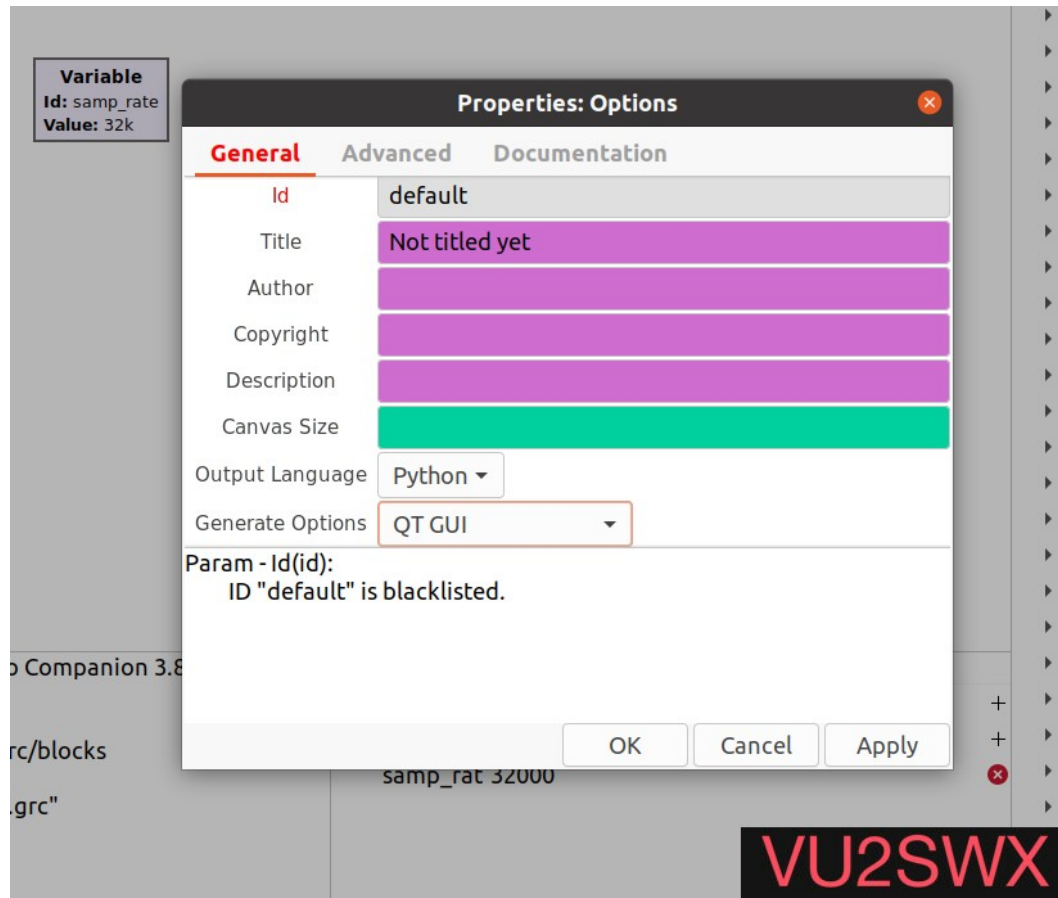 Variable
Id: samp_rate
Value: 32k
Properties: Options
General Advanced Documentation
Id default
Title Not titled yet
Author
Copyright
Description
Canvas Size
Output Language Python
Generate Options QT GUI
Param - Id(id):
ID "default" is blacklisted.
OK Cancel Apply
Companion 3.8
rc/blocks
.grc"
samp_rat 32000
VU2SWX